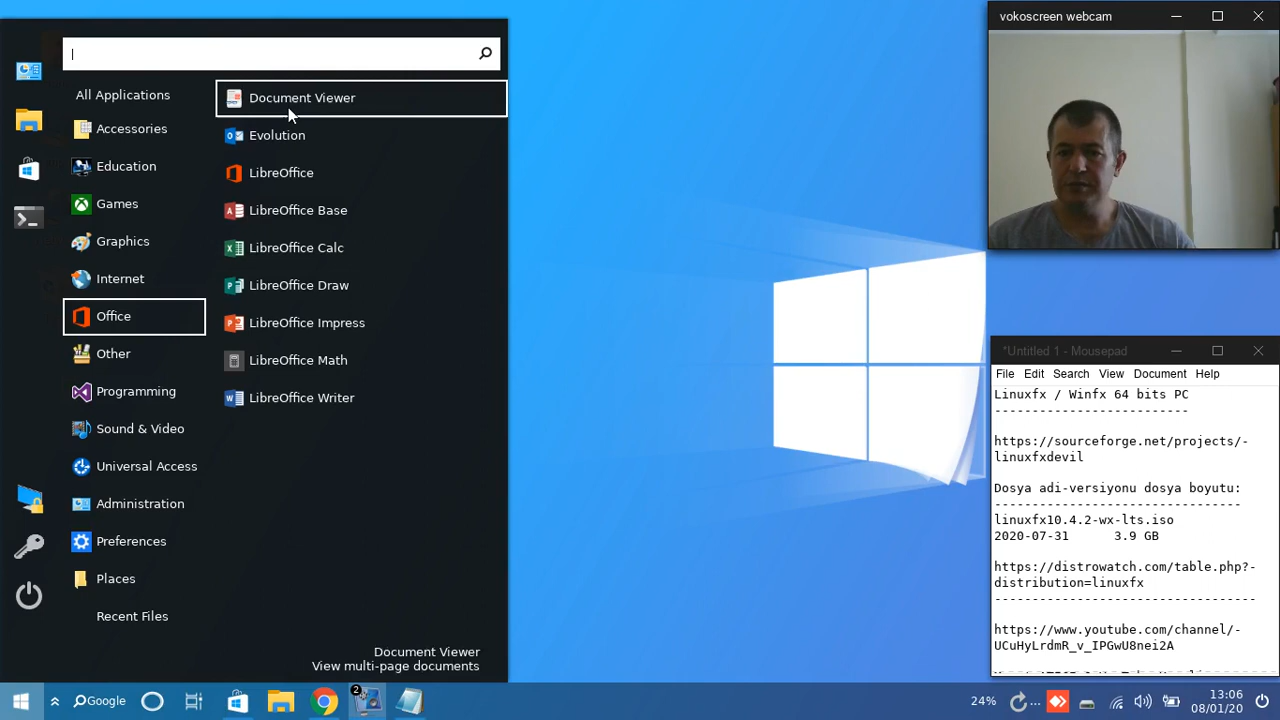 All Applications
Accessories
Education
Games
Graphics
Internet
Office
Other
Programming
Sound & Video
Universal Access
Administration
Preferences
Places
Recent Files
Document Viewer
Evolution
LibreOffice
LibreOffice Base
LibreOffice Calc
LibreOffice Draw
LibreOffice Impress
LibreOffice Math
LibreOffice Writer
Document Viewer
View multi-page documents
vokoscreen webcam
*Untitled 1 - Mousepad
File Edit Search View Document Help
Linuxfx / Winfx 64 bits PC
-------------------------
https://sourceforge.net/projects/-
linuxfxdevil
Dosya adi-versiyonu dosya boyutu:
--------------------------------
linuxfx10.4.2-wx-lts.iso
2020-07-31 3.9 GB
https://distrowatch.com/table.php?-
distribution=linuxfx
----------------------------------
https://www.youtube.com/channel/-
UCuHyLrdmR_v_IPGwU8nei2A
Google
2
24%
...
13:06
08/01/20